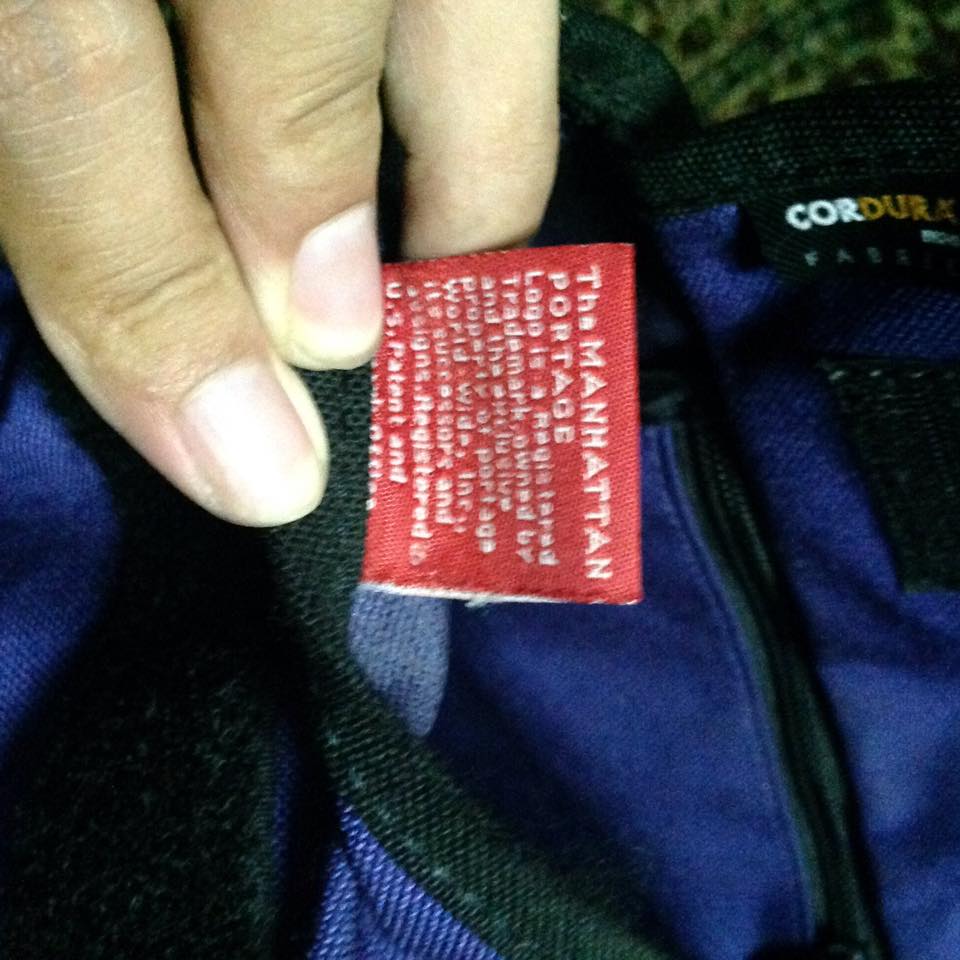 The MANHATTAN
PORTAGE
Logo is a Registered
Trademark owned by
and the exclusive
property of portage
World Wide, Inc.,
its successors and
assigns. Registered in
U.S. Patent and
CORDURA
FABRIC